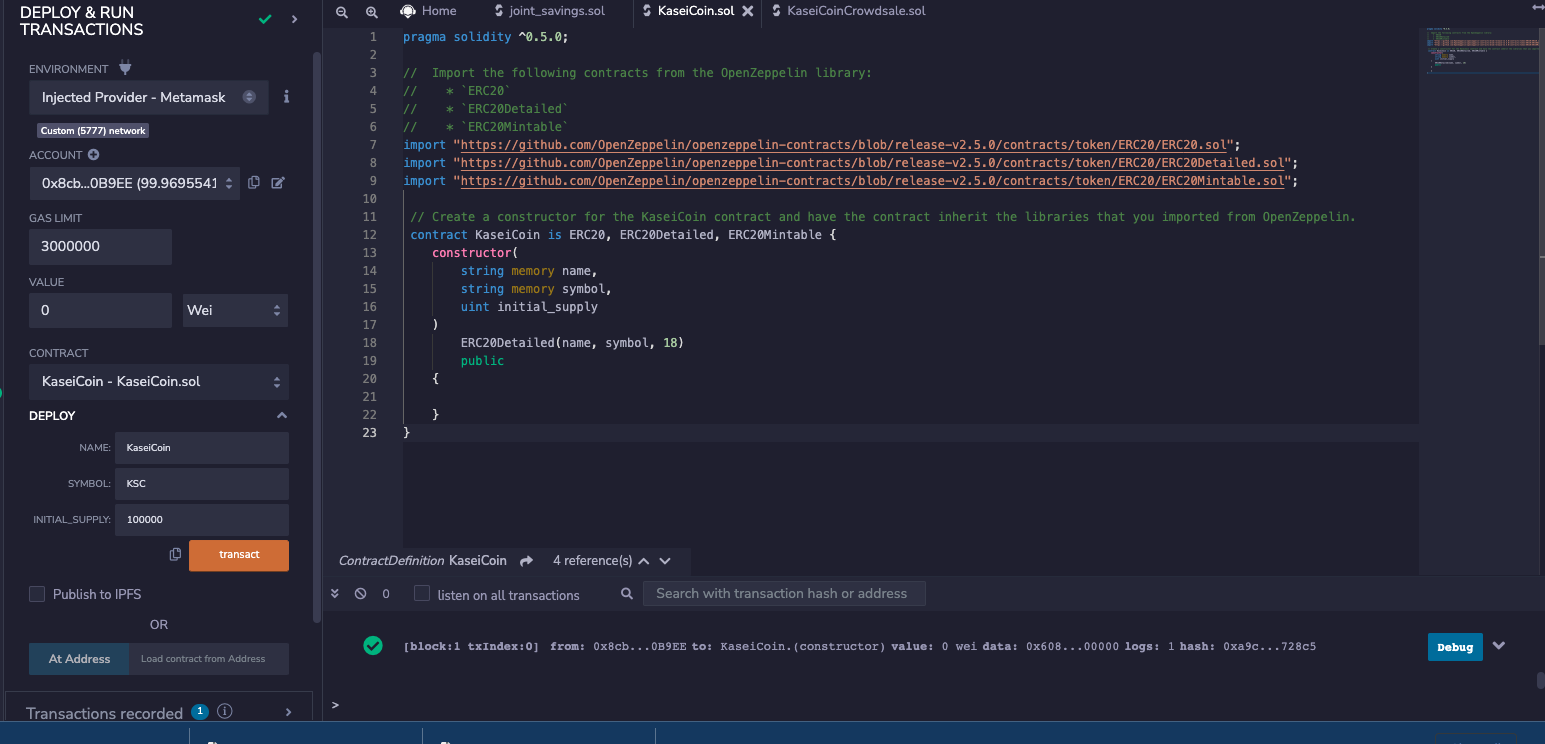 DEPLOY & RUN
TRANSACTIONS
ENVIRONMENT
Injected Provider - Metamask
i
Custom (5777) network
ACCOUNT
0x8cb...0B9EE (99.9695541
GAS LIMIT
3000000
VALUE
0
Wei
CONTRACT
KaseiCoin - KaseiCoin.sol
DEPLOY
NAME: KaseiCoin
SYMBOL: KSC
INITIAL_SUPPLY: 100000
transact
Publish to IPFS
OR
At Address Load contract from Address
Transactions recorded 1 i
Home joint_savings.sol KaseiCoin.sol KaseiCoinCrowdsale.sol
1 pragma solidity ^0.5.0;
2
3 //  Import the following contracts from the OpenZeppelin library:
4 //    * `ERC20`
5 //    * `ERC20Detailed`
6 //    * `ERC20Mintable`
7 import "https://github.com/OpenZeppelin/openzeppelin-contracts/blob/release-v2.5.0/contracts/token/ERC20/ERC20.sol";
8 import "https://github.com/OpenZeppelin/openzeppelin-contracts/blob/release-v2.5.0/contracts/token/ERC20/ERC20Detailed.sol";
9 import "https://github.com/OpenZeppelin/openzeppelin-contracts/blob/release-v2.5.0/contracts/token/ERC20/ERC20Mintable.sol";
10
11 // Create a constructor for the KaseiCoin contract and have the contract inherit the libraries that you imported from OpenZeppelin.
12 contract KaseiCoin is ERC20, ERC20Detailed, ERC20Mintable {
13 constructor(
14 string memory name,
15 string memory symbol,
16 uint initial_supply
17 )
18 ERC20Detailed(name, symbol, 18)
19 public
20 {
21
22 }
23 }
ContractDefinition KaseiCoin 4 reference(s)
0 listen on all transactions Search with transaction hash or address
[block:1 txIndex:0] from: 0x8cb...0B9EE to: KaseiCoin.(constructor) value: 0 wei data: 0x608...00000 logs: 1 hash: 0xa9c...728c5
Debug
>